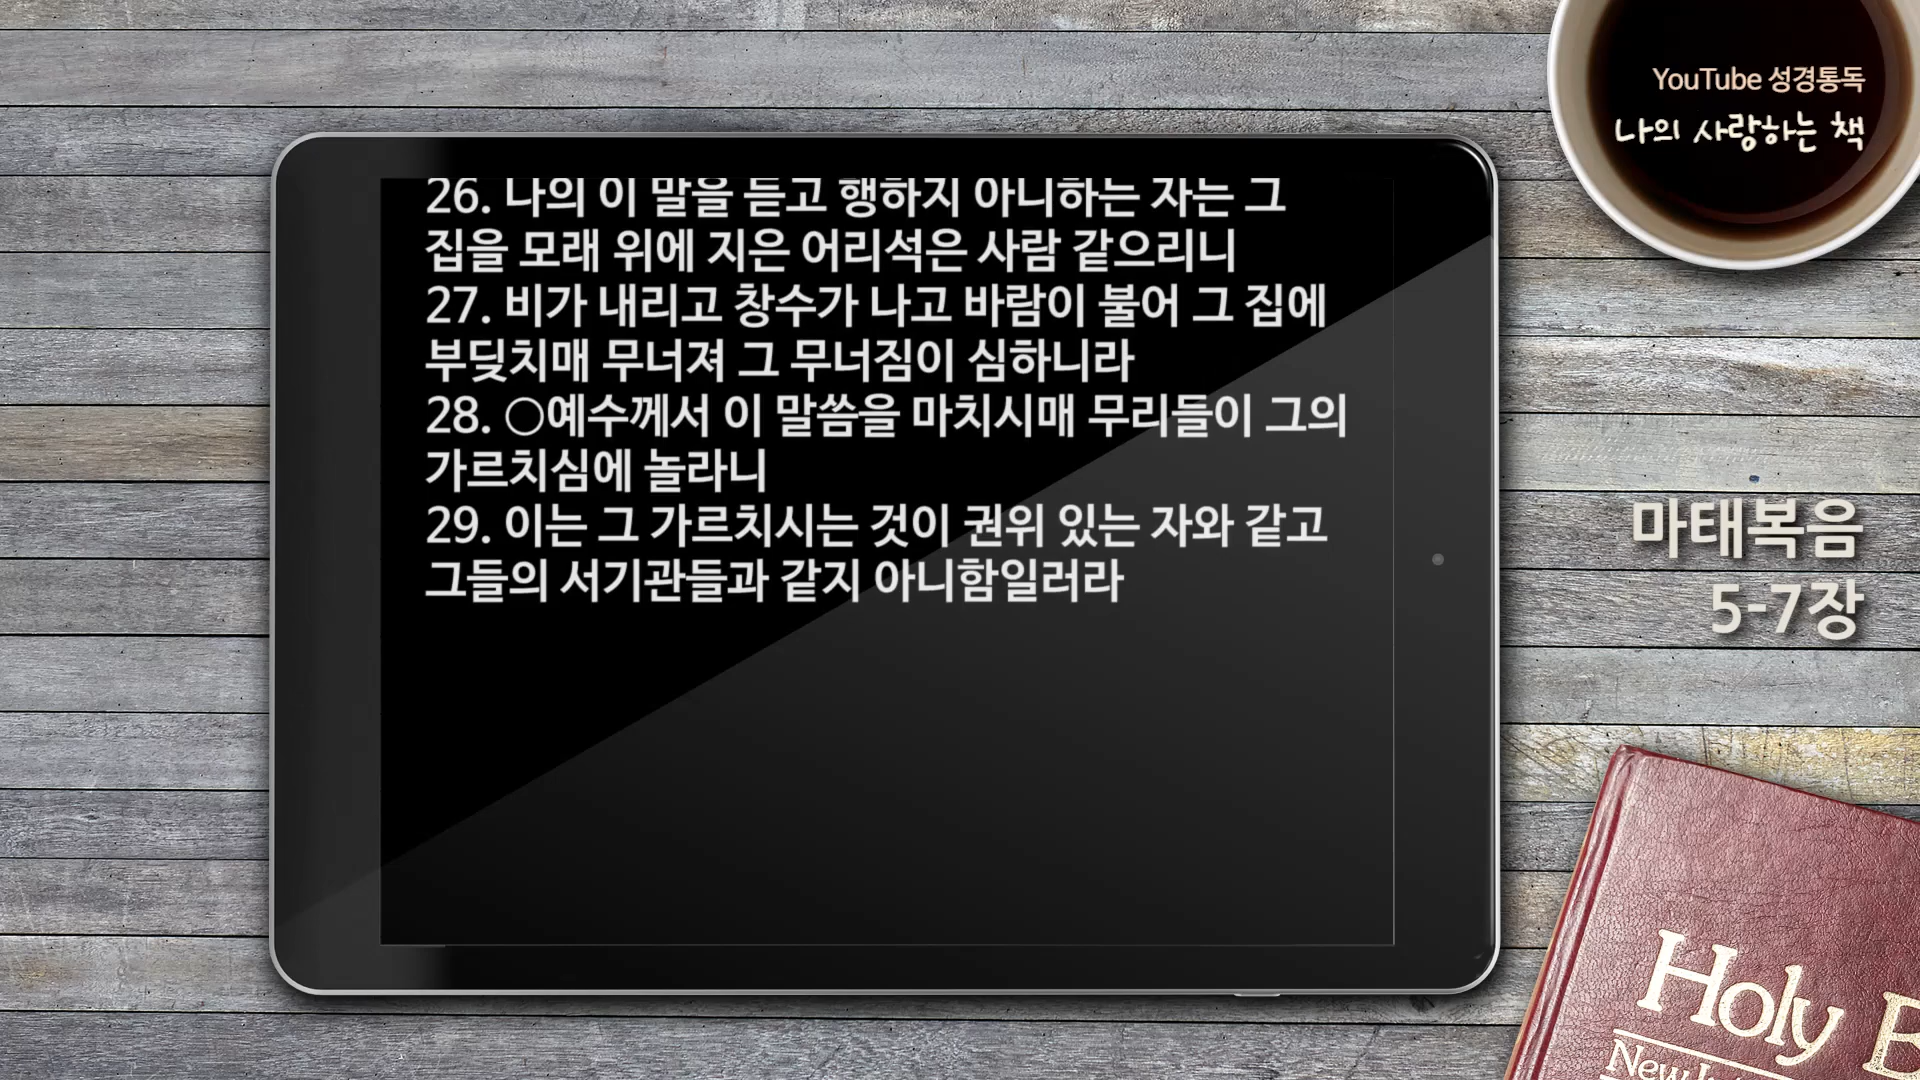 YouTube 성경통독
나의 사랑하는 책
26. 나의 이 말을 듣고 행하지 아니하는 자는 그
집을 모래 위에 지은 어리석은 사람 같으리니
27. 비가 내리고 창수가 나고 바람이 불어 그 집에
부딪치매 무너져 그 무너짐이 심하니라
28. ○예수께서 이 말씀을 마치시매 무리들이 그의
가르치심에 놀라니
29. 이는 그 가르치시는 것이 권위 있는 자와 같고
그들의 서기관들과 같지 아니함일러라
마태복음
5-7장
Holy B
New